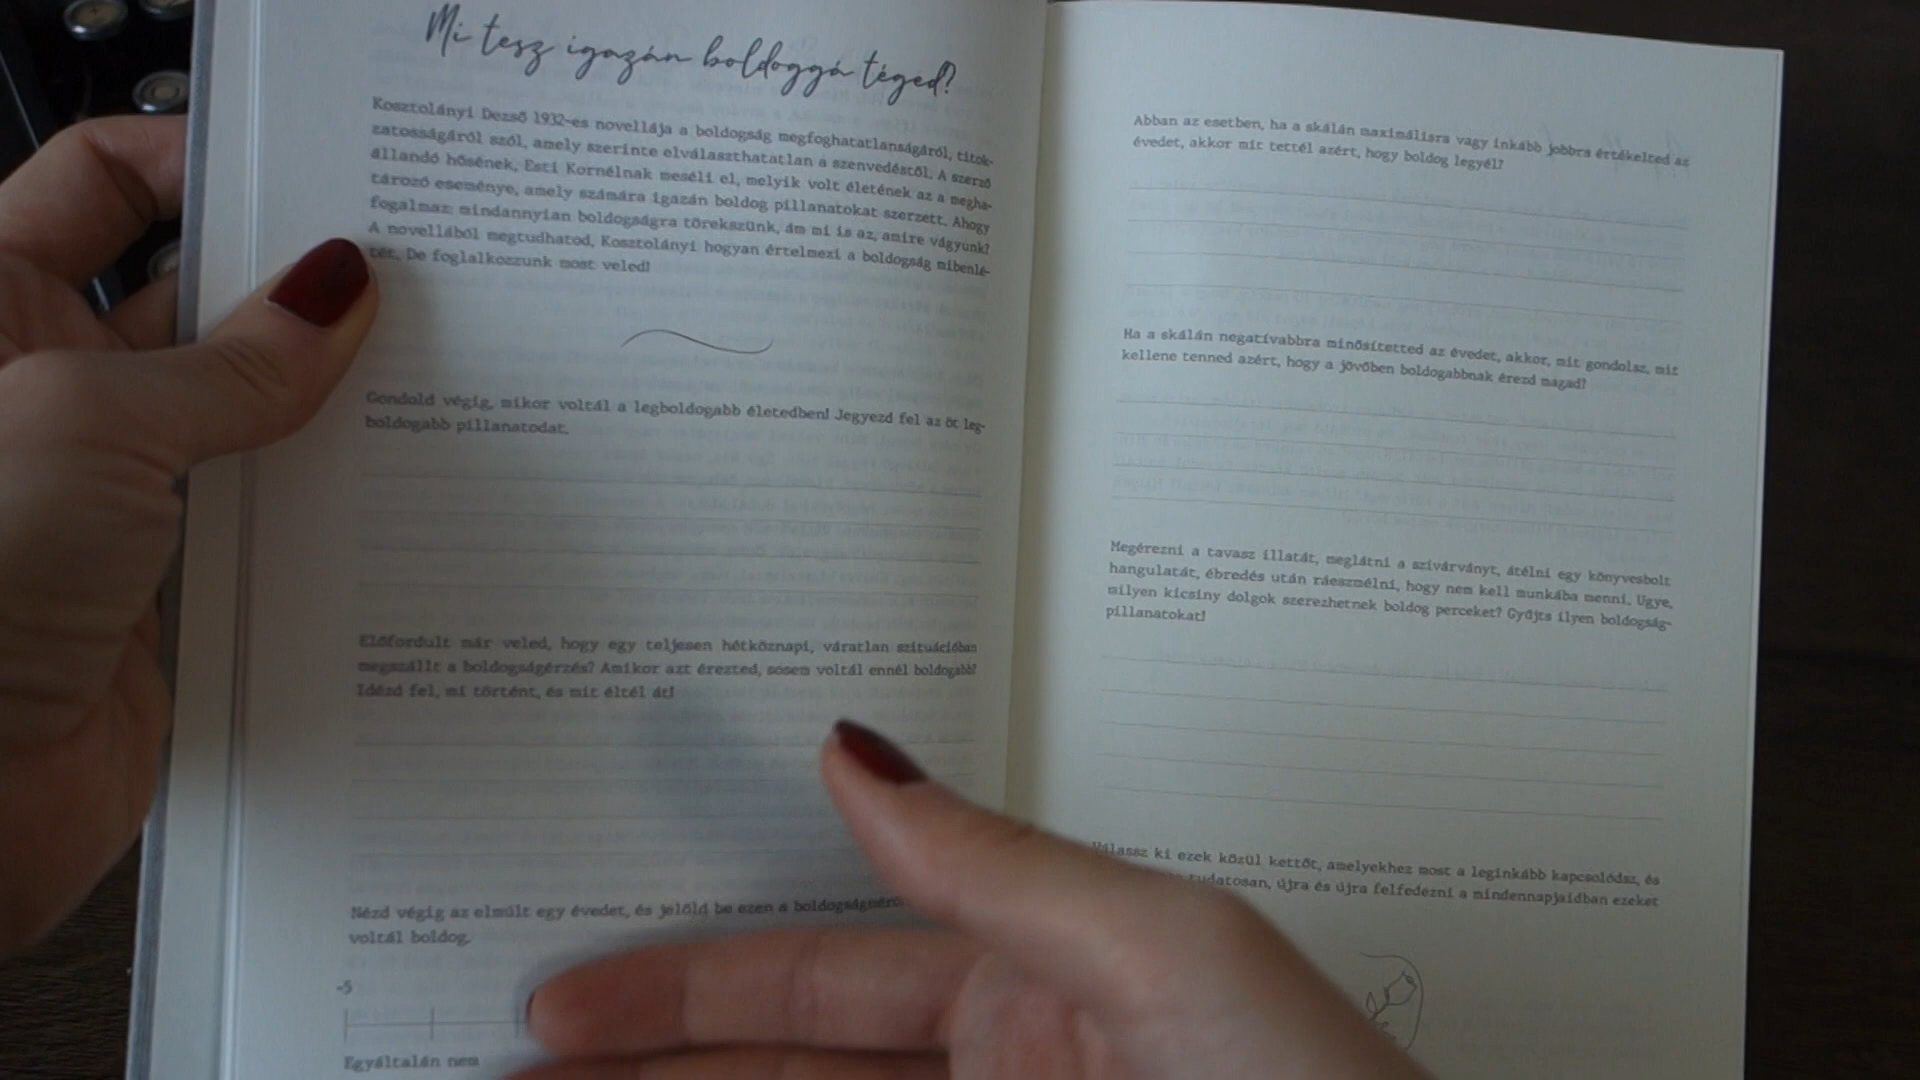 Mi tesz igazán boldoggá téged?
Kosztolányi Dezső 1932-es novellája a boldogság megfoghatatlanságáról, titok-
zatosságáról szól, amely szerinte elválaszthatatlan a szenvedéstől. A szerző
állandó hősének, Esti Kornélnak meséli el, melyik volt életének az a megha-
tározó eseménye, amely számára igazán boldog pillanatokat szerzett. Ahogy
fogalmaz: mindannyian boldogságra törekszünk, ám mi is az, amire vágyunk?
A novellából megtudhatod, Kosztolányi hogyan értelmezi a boldogság mibenlé-
tét. De foglalkozzunk most veled!
Gondold végig, mikor voltál a legboldogabb életedben! Jegyezd fel az öt leg-
boldogabb pillanatodat.
Előfordult már veled, hogy egy teljesen hétköznapi, váratlan szituációban
megszállt a boldogságérzés? Amikor azt érezted, sosem voltál ennél boldogabb?
Idézd fel, mi történt, és mit éltél át!
Nézd végig az elmúlt egy évedet, és jelöld be ezen a
voltál boldog.
-5
Egyáltalán nem
Abban az esetben, ha a skálán maximálisra vagy inkább jobbra értékelted az
évedet, akkor mit tettél azért, hogy boldog legyél?
Ha a skálán negatívabbra minősítetted az évedet, akkor, mit gondolsz, mit
kellene tenned azért, hogy a jövőben boldogabbnak érezd magad?
Megérezni a tavasz illatát, meglátni a szivárványt, átélni egy könyvesbolt
hangulatát, ébredés után ráeszmélni, hogy nem kell munkába menni. Ugye,
milyen kicsiny dolgok szerezhetnek boldog perceket? Gyűjts ilyen boldogság-
pillanatokat!
Válassz ki ezek közül kettőt, amelyekhez most a leginkább kapcsolódsz, és
tudatosan, újra és újra felfedezni a mindennapjaidban ezeket